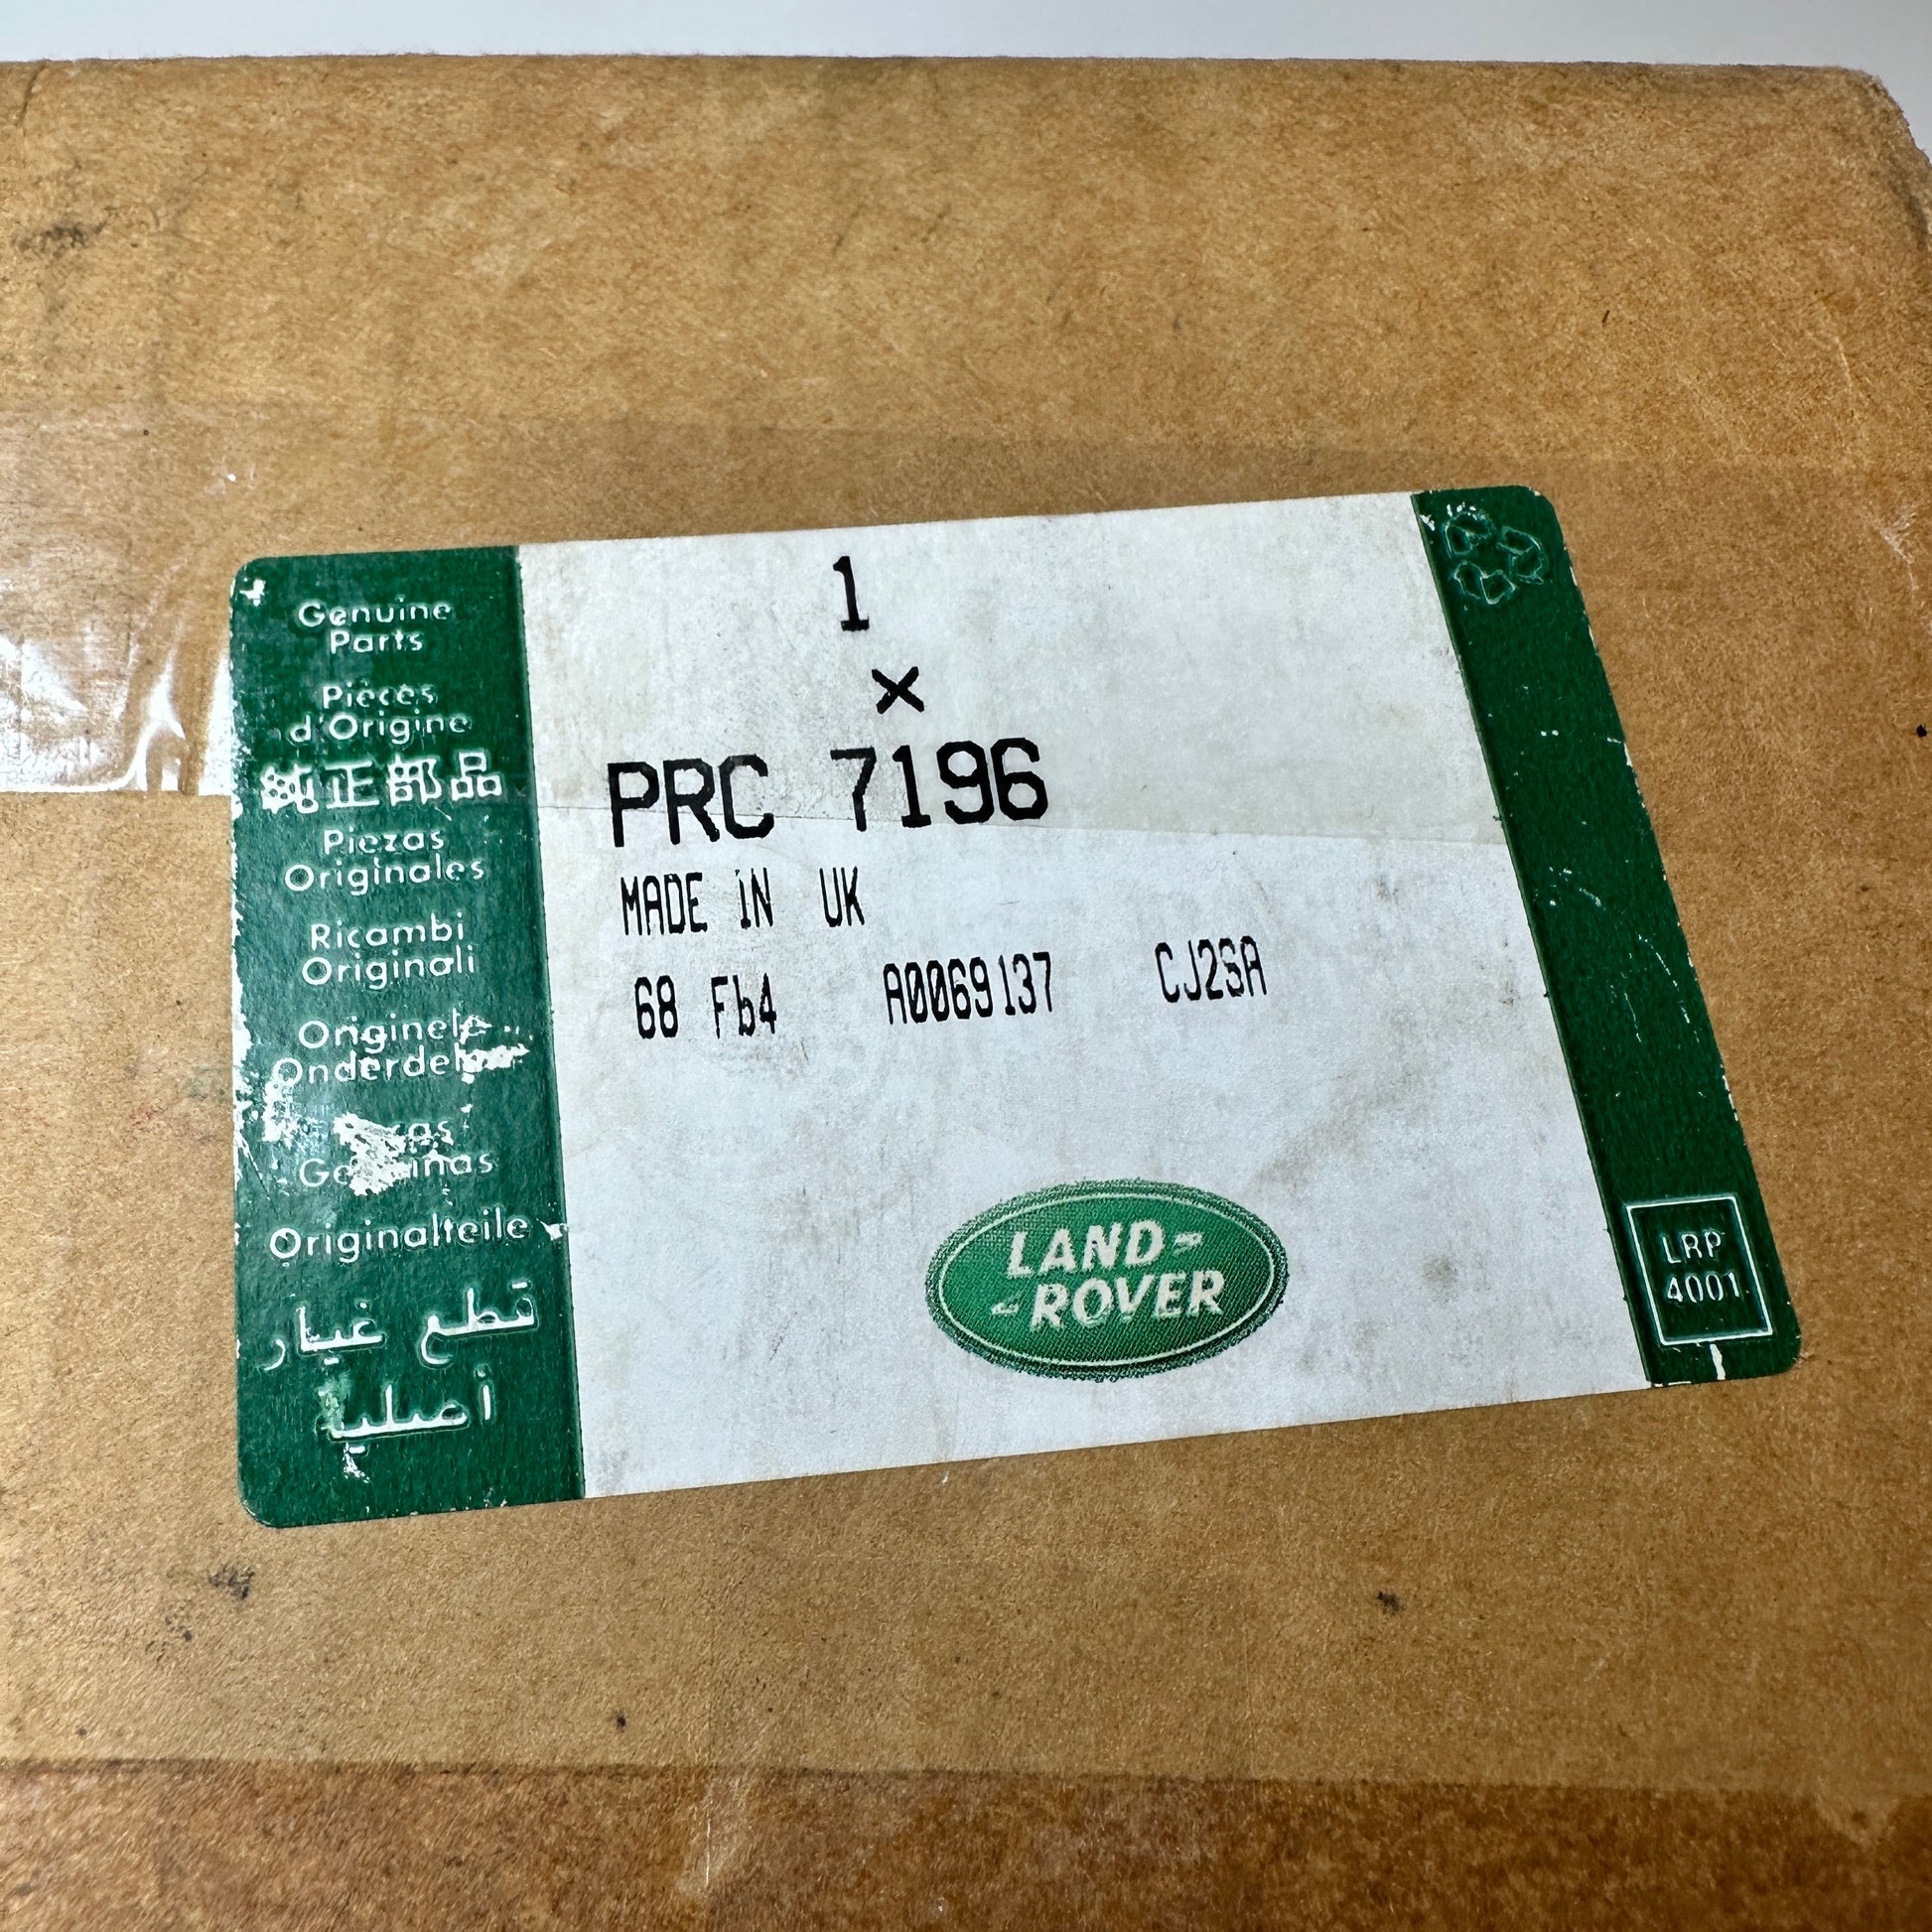 Genuine
Parts
Pièces
d'Origine
純正部品
Piezas
Originales
Ricambi
Originali
Originele
Originalteile
قطع غيار
أصلية
1
×
PRC 7196
MADE IN UK
68 Fb4 A0069137 CJ2SA
LAND-
-ROVER
LRP
4001